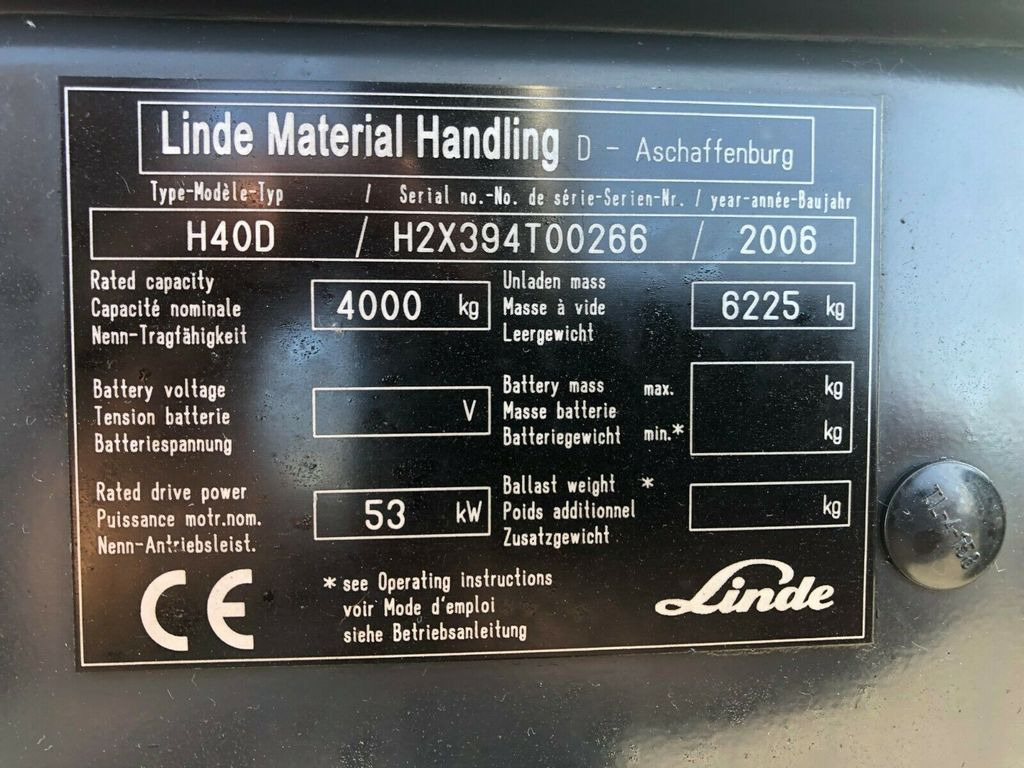 Linde Material Handling D - Aschaffenburg
Type-Modèle-Typ / Serial no.-No. de série-Serien-Nr. / year-année-Baujahr
H40D / H2X394T00266 / 2006
Rated capacity
Capacité nominale
Nenn-Tragfähigkeit
4000 kg
Unladen mass
Masse à vide
Leergewicht
6225 kg
Battery voltage
Tension batterie
Batteriespannung
V
Battery mass max. kg
Masse batterie
Batteriegewicht min.* kg
Rated drive power
Puissance motr.nom.
Nenn-Antriebsleist.
53 kW
Ballast weight *
Poids additionnel
Zusatzgewicht
kg
CE
* see Operating instructions
voir Mode d'emploi
siehe Betriebsanleitung
Linde